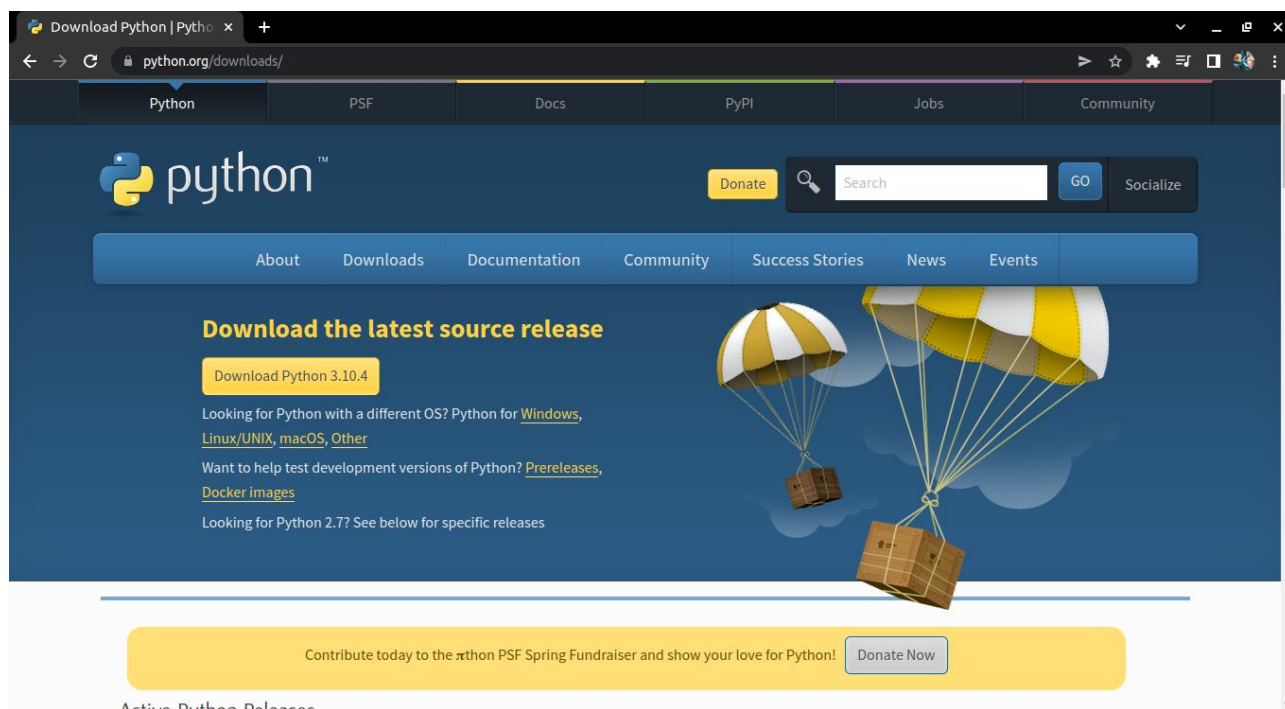 Download Python | Pytho
python.org/downloads/
Python PSF Docs PyPI Jobs Community
python™
Donate Search GO Socialize
About Downloads Documentation Community Success Stories News Events
Download the latest source release
Download Python 3.10.4
Looking for Python with a different OS? Python for Windows,
Linux/UNIX, macOS, Other
Want to help test development versions of Python? Prereleases,
Docker images
Looking for Python 2.7? See below for specific releases
Contribute today to the πthon PSF Spring Fundraiser and show your love for Python! Donate Now
Active Python Releases